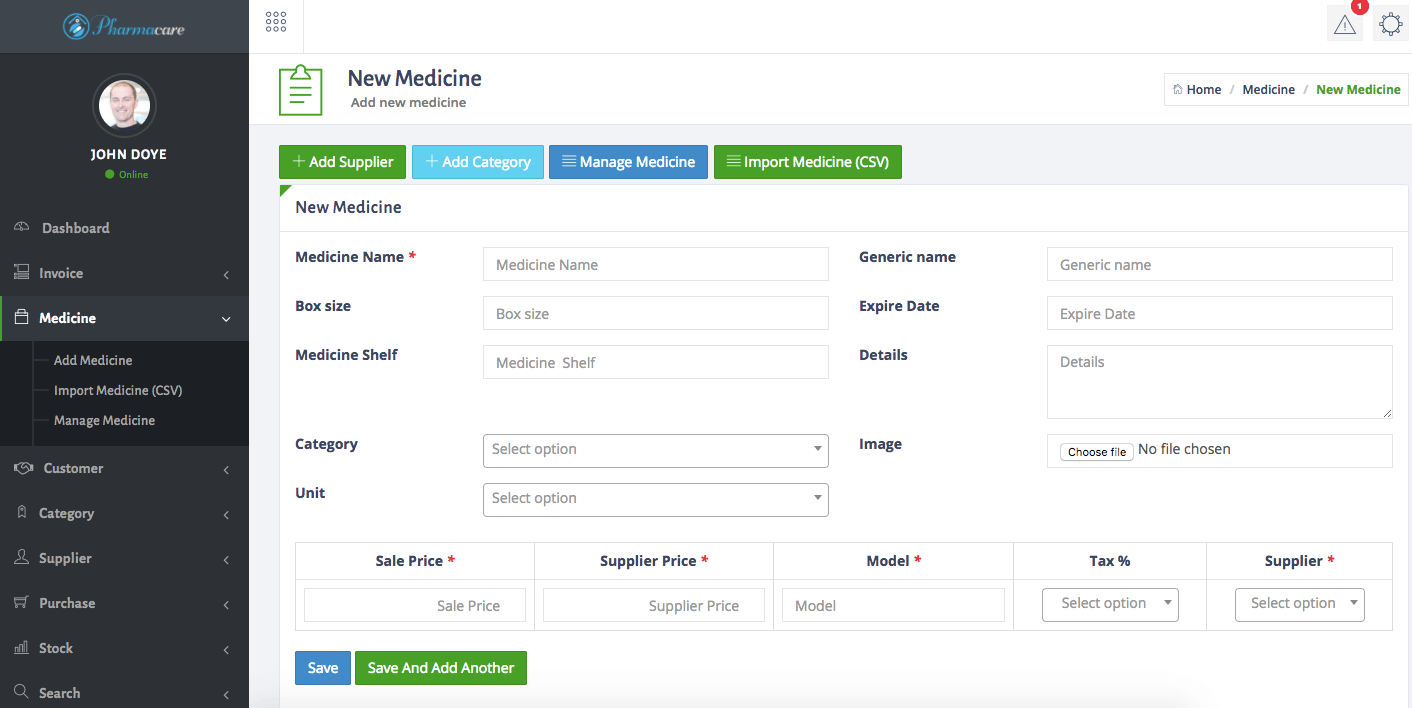 Pharmacare
1
JOHN DOYE
Online
Dashboard
Invoice
Medicine
Add Medicine
Import Medicine (CSV)
Manage Medicine
Customer
Category
Supplier
Purchase
Stock
Search
New Medicine
Add new medicine
Home / Medicine / New Medicine
+ Add Supplier + Add Category Manage Medicine Import Medicine (CSV)
New Medicine
Medicine Name * Medicine Name Generic name Generic name
Box size Box size Expire Date Expire Date
Medicine Shelf Medicine Shelf Details Details
Category Select option Image Choose file No file chosen
Unit Select option
Sale Price * Supplier Price * Model * Tax % Supplier *
Sale Price Supplier Price Model Select option Select option
Save Save And Add Another